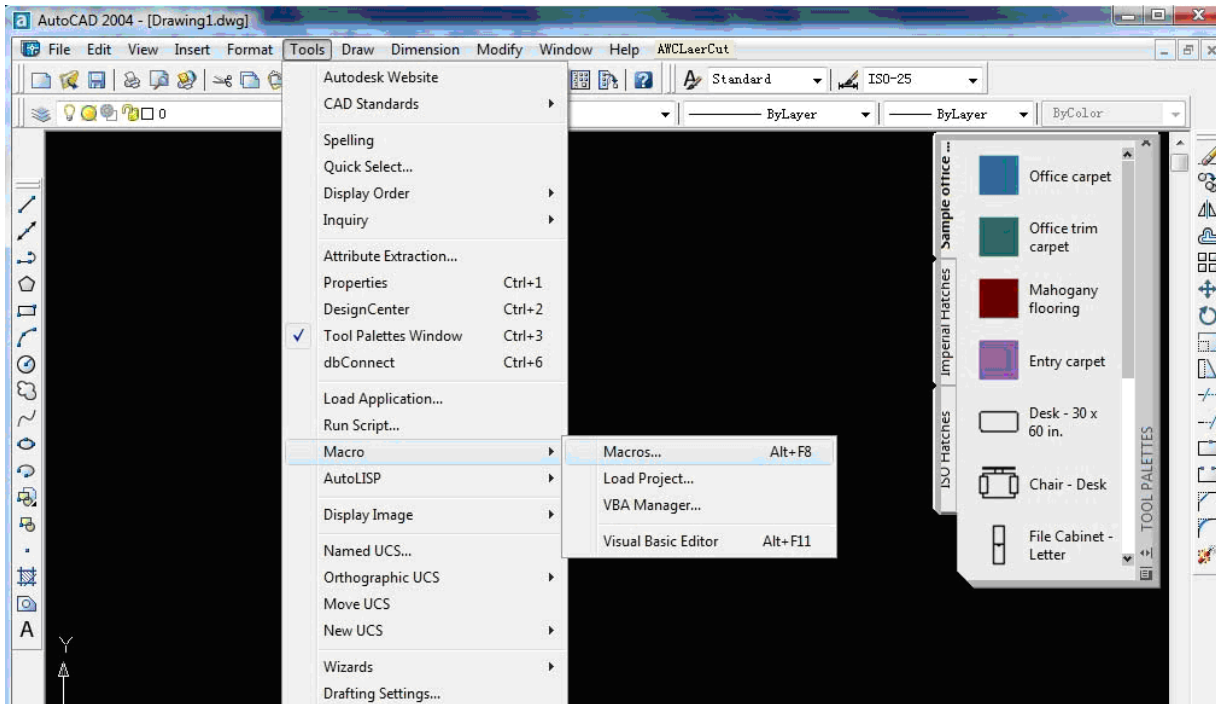 AutoCAD 2004 - [Drawing1.dwg]
File Edit View Insert Format Tools Draw Dimension Modify Window Help AWCLaerCut
Standard ISO-25
0 ByLayer ByLayer ByColor
Autodesk Website
CAD Standards
Spelling
Quick Select...
Display Order
Inquiry
Attribute Extraction...
Properties Ctrl+1
DesignCenter Ctrl+2
Tool Palettes Window Ctrl+3
dbConnect Ctrl+6
Load Application...
Run Script...
Macro
AutoLISP
Display Image
Named UCS...
Orthographic UCS
Move UCS
New UCS
Wizards
Drafting Settings...
Macros... Alt+F8
Load Project...
VBA Manager...
Visual Basic Editor Alt+F11
Sample office ...
Imperial Hatches
ISO Hatches
Office carpet
Office trim
carpet
Mahogany
flooring
Entry carpet
Desk - 30 x
60 in.
Chair - Desk
File Cabinet -
Letter
TOOL PALETTES
A
Y